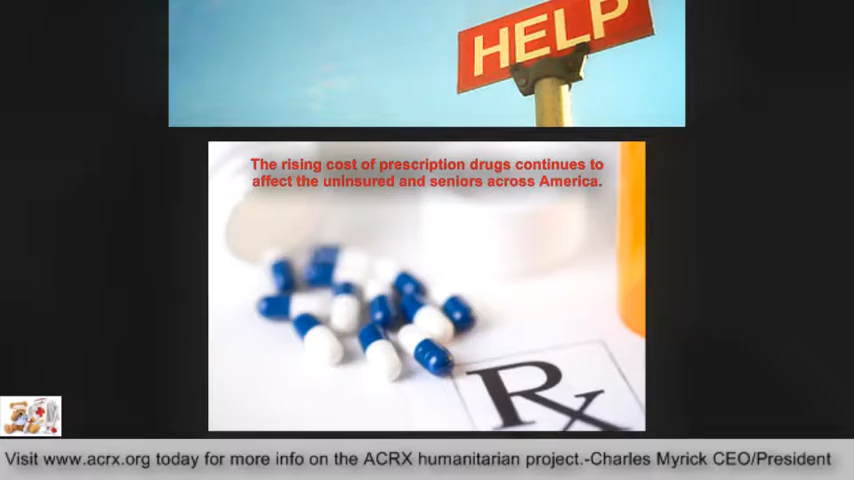 HELP
The rising cost of prescription drugs continues to
affect the uninsured and seniors across America.
Rx
Visit www.acrx.org today for more info on the ACRX humanitarian project.-Charles Myrick CEO/President